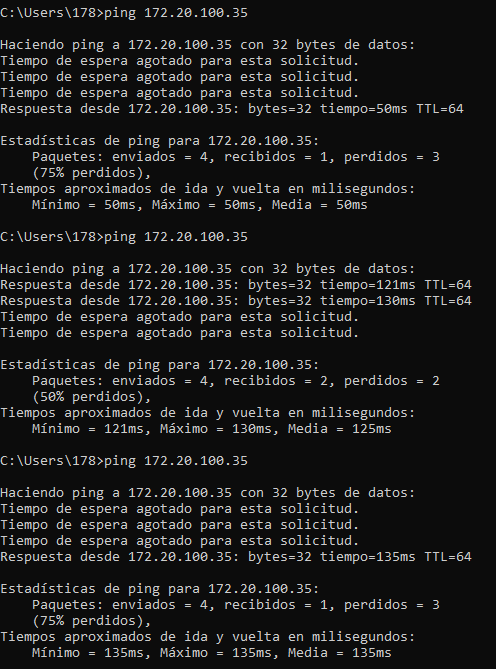 C:\Users\178>ping 172.20.100.35
Haciendo ping a 172.20.100.35 con 32 bytes de datos:
Tiempo de espera agotado para esta solicitud.
Tiempo de espera agotado para esta solicitud.
Tiempo de espera agotado para esta solicitud.
Respuesta desde 172.20.100.35: bytes=32 tiempo=50ms TTL=64
Estadísticas de ping para 172.20.100.35:
    Paquetes: enviados = 4, recibidos = 1, perdidos = 3
    (75% perdidos),
Tiempos aproximados de ida y vuelta en milisegundos:
    Mínimo = 50ms, Máximo = 50ms, Media = 50ms
C:\Users\178>ping 172.20.100.35
Haciendo ping a 172.20.100.35 con 32 bytes de datos:
Respuesta desde 172.20.100.35: bytes=32 tiempo=121ms TTL=64
Respuesta desde 172.20.100.35: bytes=32 tiempo=130ms TTL=64
Tiempo de espera agotado para esta solicitud.
Tiempo de espera agotado para esta solicitud.
Estadísticas de ping para 172.20.100.35:
    Paquetes: enviados = 4, recibidos = 2, perdidos = 2
    (50% perdidos),
Tiempos aproximados de ida y vuelta en milisegundos:
    Mínimo = 121ms, Máximo = 130ms, Media = 125ms
C:\Users\178>ping 172.20.100.35
Haciendo ping a 172.20.100.35 con 32 bytes de datos:
Tiempo de espera agotado para esta solicitud.
Tiempo de espera agotado para esta solicitud.
Tiempo de espera agotado para esta solicitud.
Respuesta desde 172.20.100.35: bytes=32 tiempo=135ms TTL=64
Estadísticas de ping para 172.20.100.35:
    Paquetes: enviados = 4, recibidos = 1, perdidos = 3
    (75% perdidos),
Tiempos aproximados de ida y vuelta en milisegundos:
    Mínimo = 135ms, Máximo = 135ms, Media = 135ms